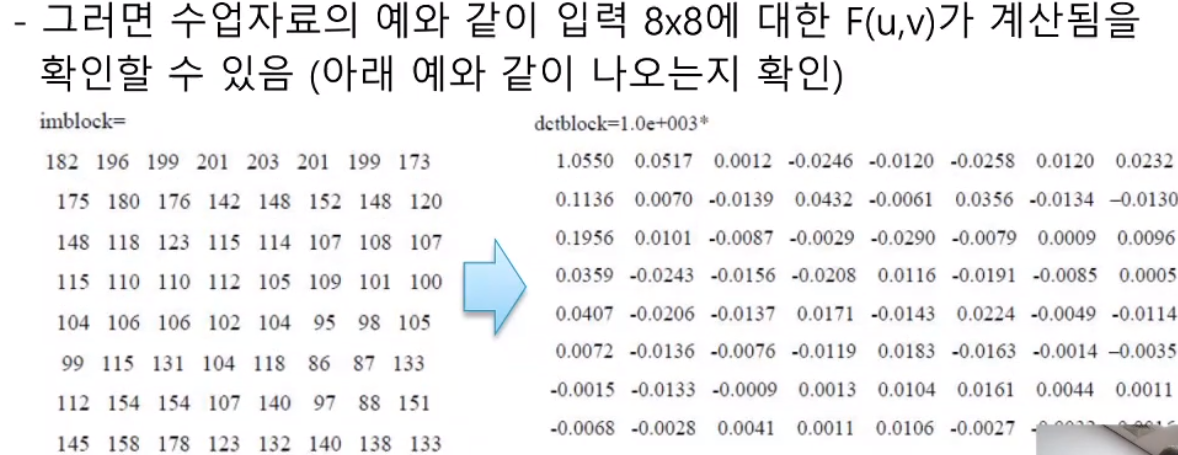 - 그러면 수업자료의 예와 같이 입력 8x8에 대한 F(u,v)가 계산됨을
확인할 수 있음 (아래 예와 같이 나오는지 확인)
imblock=
182 196 199 201 203 201 199 173
175 180 176 142 148 152 148 120
148 118 123 115 114 107 108 107
115 110 110 112 105 109 101 100
104 106 106 102 104 95 98 105
99 115 131 104 118 86 87 133
112 154 154 107 140 97 88 151
145 158 178 123 132 140 138 133
dctblock=1.0e+003*
1.0550 0.0517 0.0012 -0.0246 -0.0120 -0.0258 0.0120 0.0232
0.1136 0.0070 -0.0139 0.0432 -0.0061 0.0356 -0.0134 –0.0130
0.1956 0.0101 -0.0087 -0.0029 -0.0290 -0.0079 0.0009 0.0096
0.0359 -0.0243 -0.0156 -0.0208 0.0116 -0.0191 -0.0085 0.0005
0.0407 -0.0206 -0.0137 0.0171 -0.0143 0.0224 -0.0049 -0.0114
0.0072 -0.0136 -0.0076 -0.0119 0.0183 -0.0163 -0.0014 –0.0035
-0.0015 -0.0133 -0.0009 0.0013 0.0104 0.0161 0.0044 0.0011
-0.0068 -0.0028 0.0041 0.0011 0.0106 -0.0027